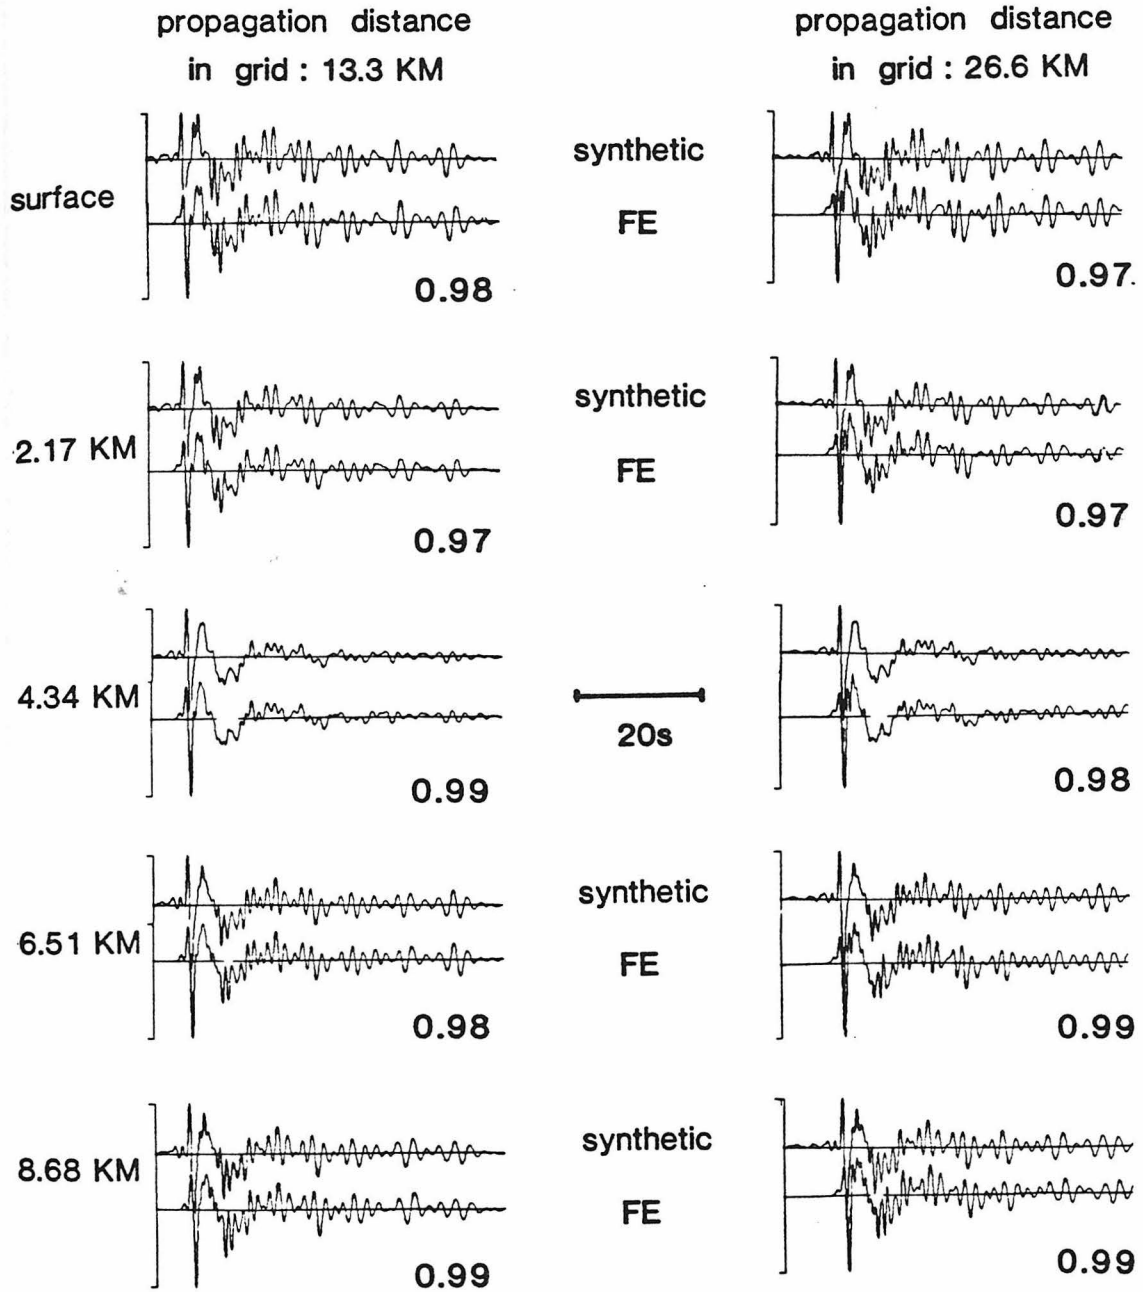 propagation distance
in grid : 13.3 KM
propagation distance
in grid : 26.6 KM
surface
synthetic
FE
0.98
0.97
2.17 KM
synthetic
FE
0.97
0.97
4.34 KM
20s
0.99
0.98
6.51 KM
synthetic
FE
0.98
0.99
8.68 KM
synthetic
FE
0.99
0.99